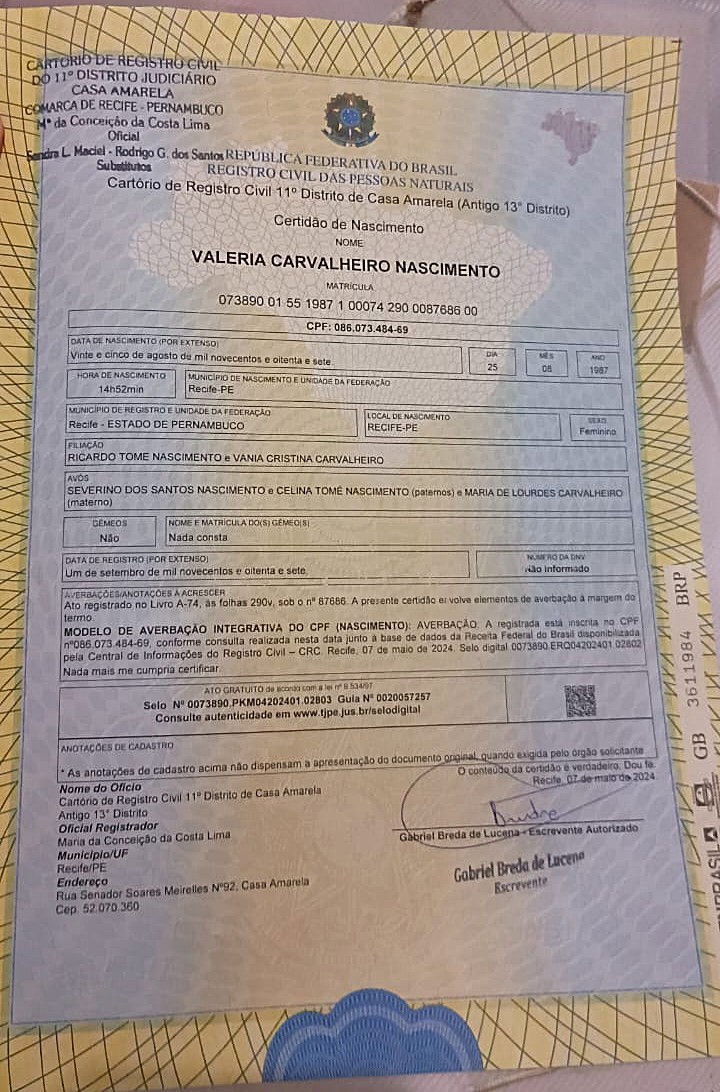 CARTÓRIO DE REGISTRO CIVIL
DO 11º DISTRITO JUDICIÁRIO
CASA AMARELA
COMARCA DE RECIFE - PERNAMBUCO
Mª da Conceição da Costa Lima
Oficial
Sandra L. Maciel - Rodrigo G. dos Santos
Substitutos
REPÚBLICA FEDERATIVA DO BRASIL
REGISTRO CIVIL DAS PESSOAS NATURAIS
Cartório de Registro Civil 11º Distrito de Casa Amarela (Antigo 13° Distrito)
Certidão de Nascimento
NOME
VALERIA CARVALHEIRO NASCIMENTO
MATRÍCULA
073890 01 55 1987 1 00074 290 0087686 00
CPF: 086.073.484-69
DATA DE NASCIMENTO (POR EXTENSO)
Vinte e cinco de agosto de mil novecentos e oitenta e sete
DIA
25
MÊS
08
ANO
1987
HORA DE NASCIMENTO
14h52min
MUNICÍPIO DE NASCIMENTO E UNIDADE DA FEDERAÇÃO
Recife-PE
MUNICÍPIO DE REGISTRO E UNIDADE DA FEDERAÇÃO
Recife - ESTADO DE PERNAMBUCO
LOCAL DE NASCIMENTO
RECIFE-PE
SEXO
Feminino
FILIAÇÃO
RICARDO TOME NASCIMENTO e VANIA CRISTINA CARVALHEIRO
AVÓS
SEVERINO DOS SANTOS NASCIMENTO e CELINA TOMÉ NASCIMENTO (paternos) e MARIA DE LOURDES CARVALHEIRO
(materno)
GÊMEOS
Não
NOME E MATRÍCULA DO(S) GÊMEO(S)
Nada consta
DATA DE REGISTRO (POR EXTENSO)
Um de setembro de mil novecentos e oitenta e sete
NÚMERO DA DNV
Não informado
AVERBAÇÕES/ANOTAÇÕES À ACRESCER
Ato registrado no Livro A-74, às folhas 290v, sob o nº 87686. A presente certidão envolve elementos de averbação à margem do
termo.
MODELO DE AVERBAÇÃO INTEGRATIVA DO CPF (NASCIMENTO): AVERBAÇÃO. A registrada está inscrita no CPF
nº086.073.484-69, conforme consulta realizada nesta data junto à base de dados da Receita Federal do Brasil disponibilizada
pela Central de Informações do Registro Civil – CRC. Recife, 07 de maio de 2024. Selo digital 0073890.ERQ04202401.02802
Nada mais me cumpria certificar.
ATO GRATUITO de acordo com a lei nº 9.534/97
Selo Nº 0073890.PKM04202401.02803 Guia Nº 0020057257
Consulte autenticidade em www.tjpe.jus.br/selodigital
ANOTAÇÕES DE CADASTRO
* As anotações de cadastro acima não dispensam a apresentação do documento original, quando exigida pelo órgão solicitante
O conteúdo da certidão é verdadeiro. Dou fé.
Recife, 07 de maio de 2024
Nome do Ofício
Cartório de Registro Civil 11° Distrito de Casa Amarela
Antigo 13° Distrito
Oficial Registrador
Maria da Conceição da Costa Lima
Município/UF
Recife/PE
Endereço
Rua Senador Soares Meirelles Nº92, Casa Amarela
Cep. 52.070.360
Gabriel Breda de Lucena - Escrevente Autorizado
Gabriel Breda de Lucena
Escrevente
GB 3611984 BRP